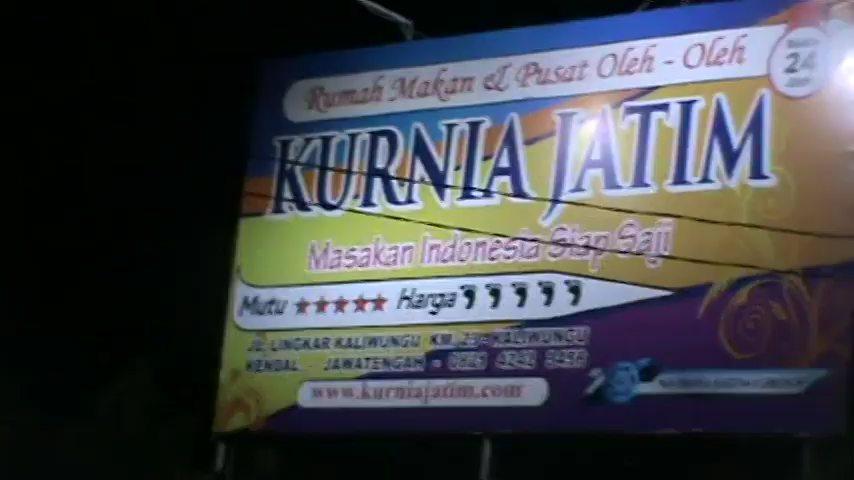 Rumah Makan & Pusat Oleh - Oleh
24
KURNIA JATIM
Masakan Indonesia Siap Saji
Mutu ★★★★★ Harga
JL. LINGKAR KALIWUNGU KM. 23 - KALIWUNGU
KENDAL - JAWATENGAH -
www.kurniajatim.com